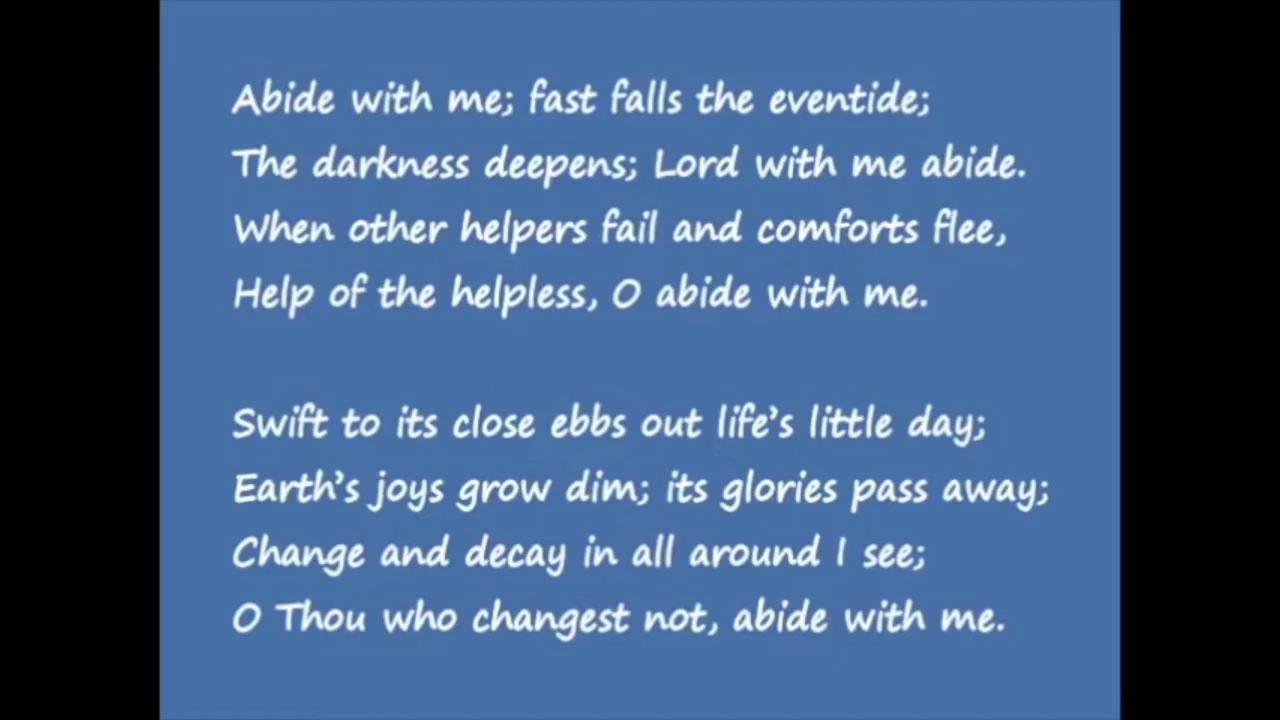 Abide with me; fast falls the eventide;
The darkness deepens; Lord with me abide.
When other helpers fail and comforts flee,
Help of the helpless, O abide with me.
Swift to its close ebbs out life's little day;
Earth's joys grow dim; its glories pass away;
Change and decay in all around I see;
O Thou who changest not, abide with me.